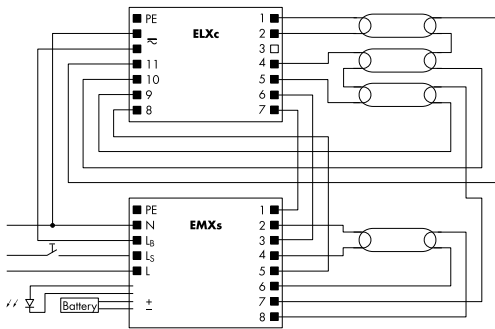 PE 1
ELXc 2
≂ 3
11 4
10 5
9 6
8 7
PE 1
EMXs
N 2
LB 3
LS 4
L 5
6
+ 7
Battery − 8